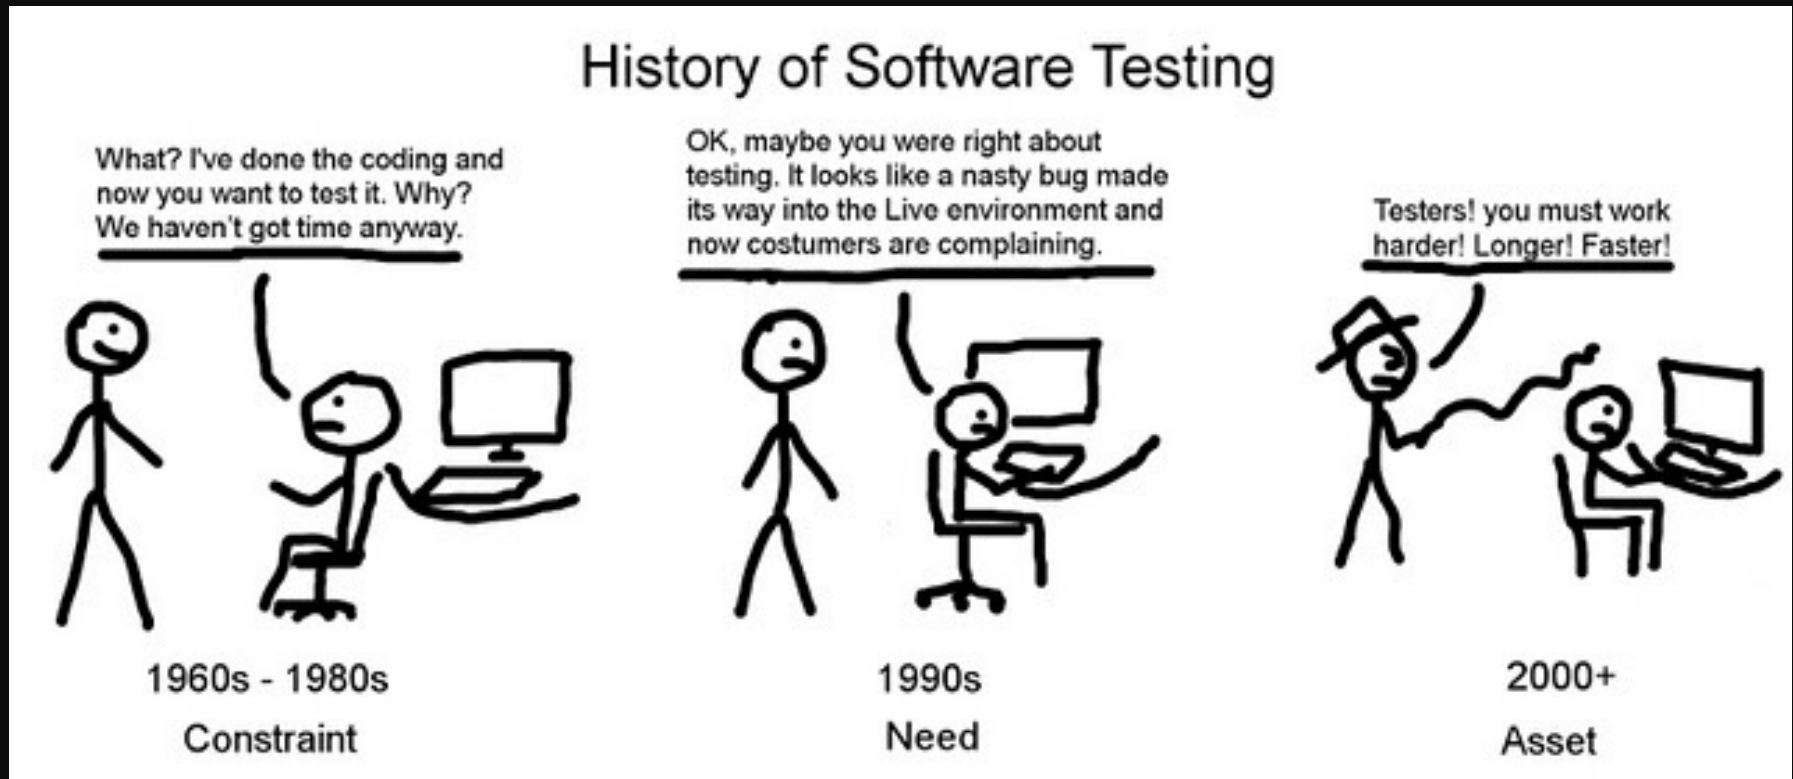 History of Software Testing
What? I've done the coding and
now you want to test it. Why?
We haven't got time anyway.
1960s - 1980s
Constraint
OK, maybe you were right about
testing. It looks like a nasty bug made
its way into the Live environment and
now costumers are complaining.
1990s
Need
Testers! you must work
harder! Longer! Faster!
2000+
Asset